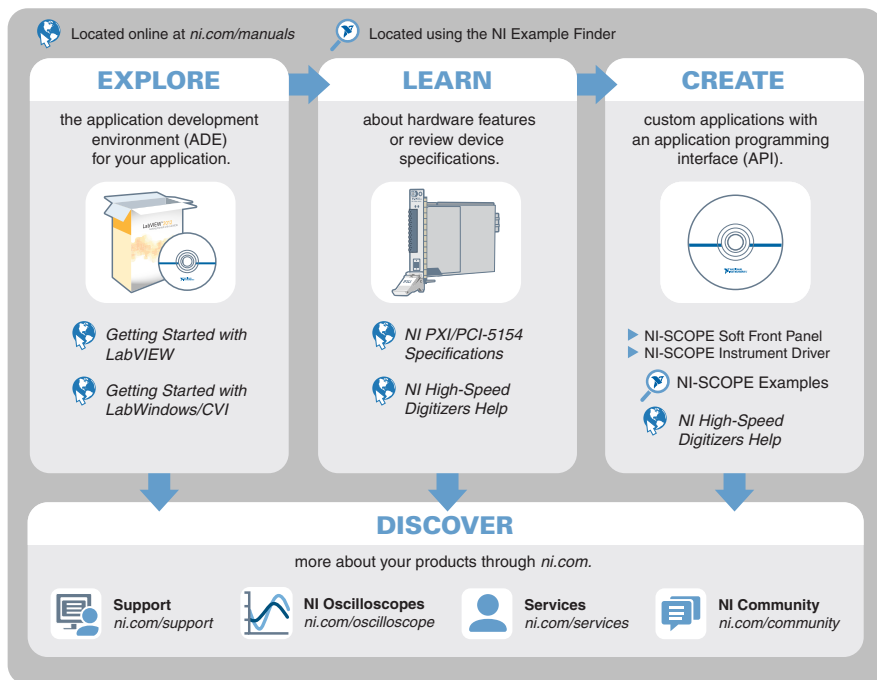 Located online at ni.com/manuals
Located using the NI Example Finder
EXPLORE
the application development
environment (ADE)
for your application.
LabVIEW
Getting Started with
LabVIEW
Getting Started with
LabWindows/CVI
LEARN
about hardware features
or review device
specifications.
NI PXI/PCI-5154
Specifications
NI High-Speed
Digitizers Help
CREATE
custom applications with
an application programming
interface (API).
NI-SCOPE Soft Front Panel
NI-SCOPE Instrument Driver
NI-SCOPE Examples
NI High-Speed
Digitizers Help
DISCOVER
more about your products through ni.com.
Support
ni.com/support
NI Oscilloscopes
ni.com/oscilloscope
Services
ni.com/services
NI Community
ni.com/community